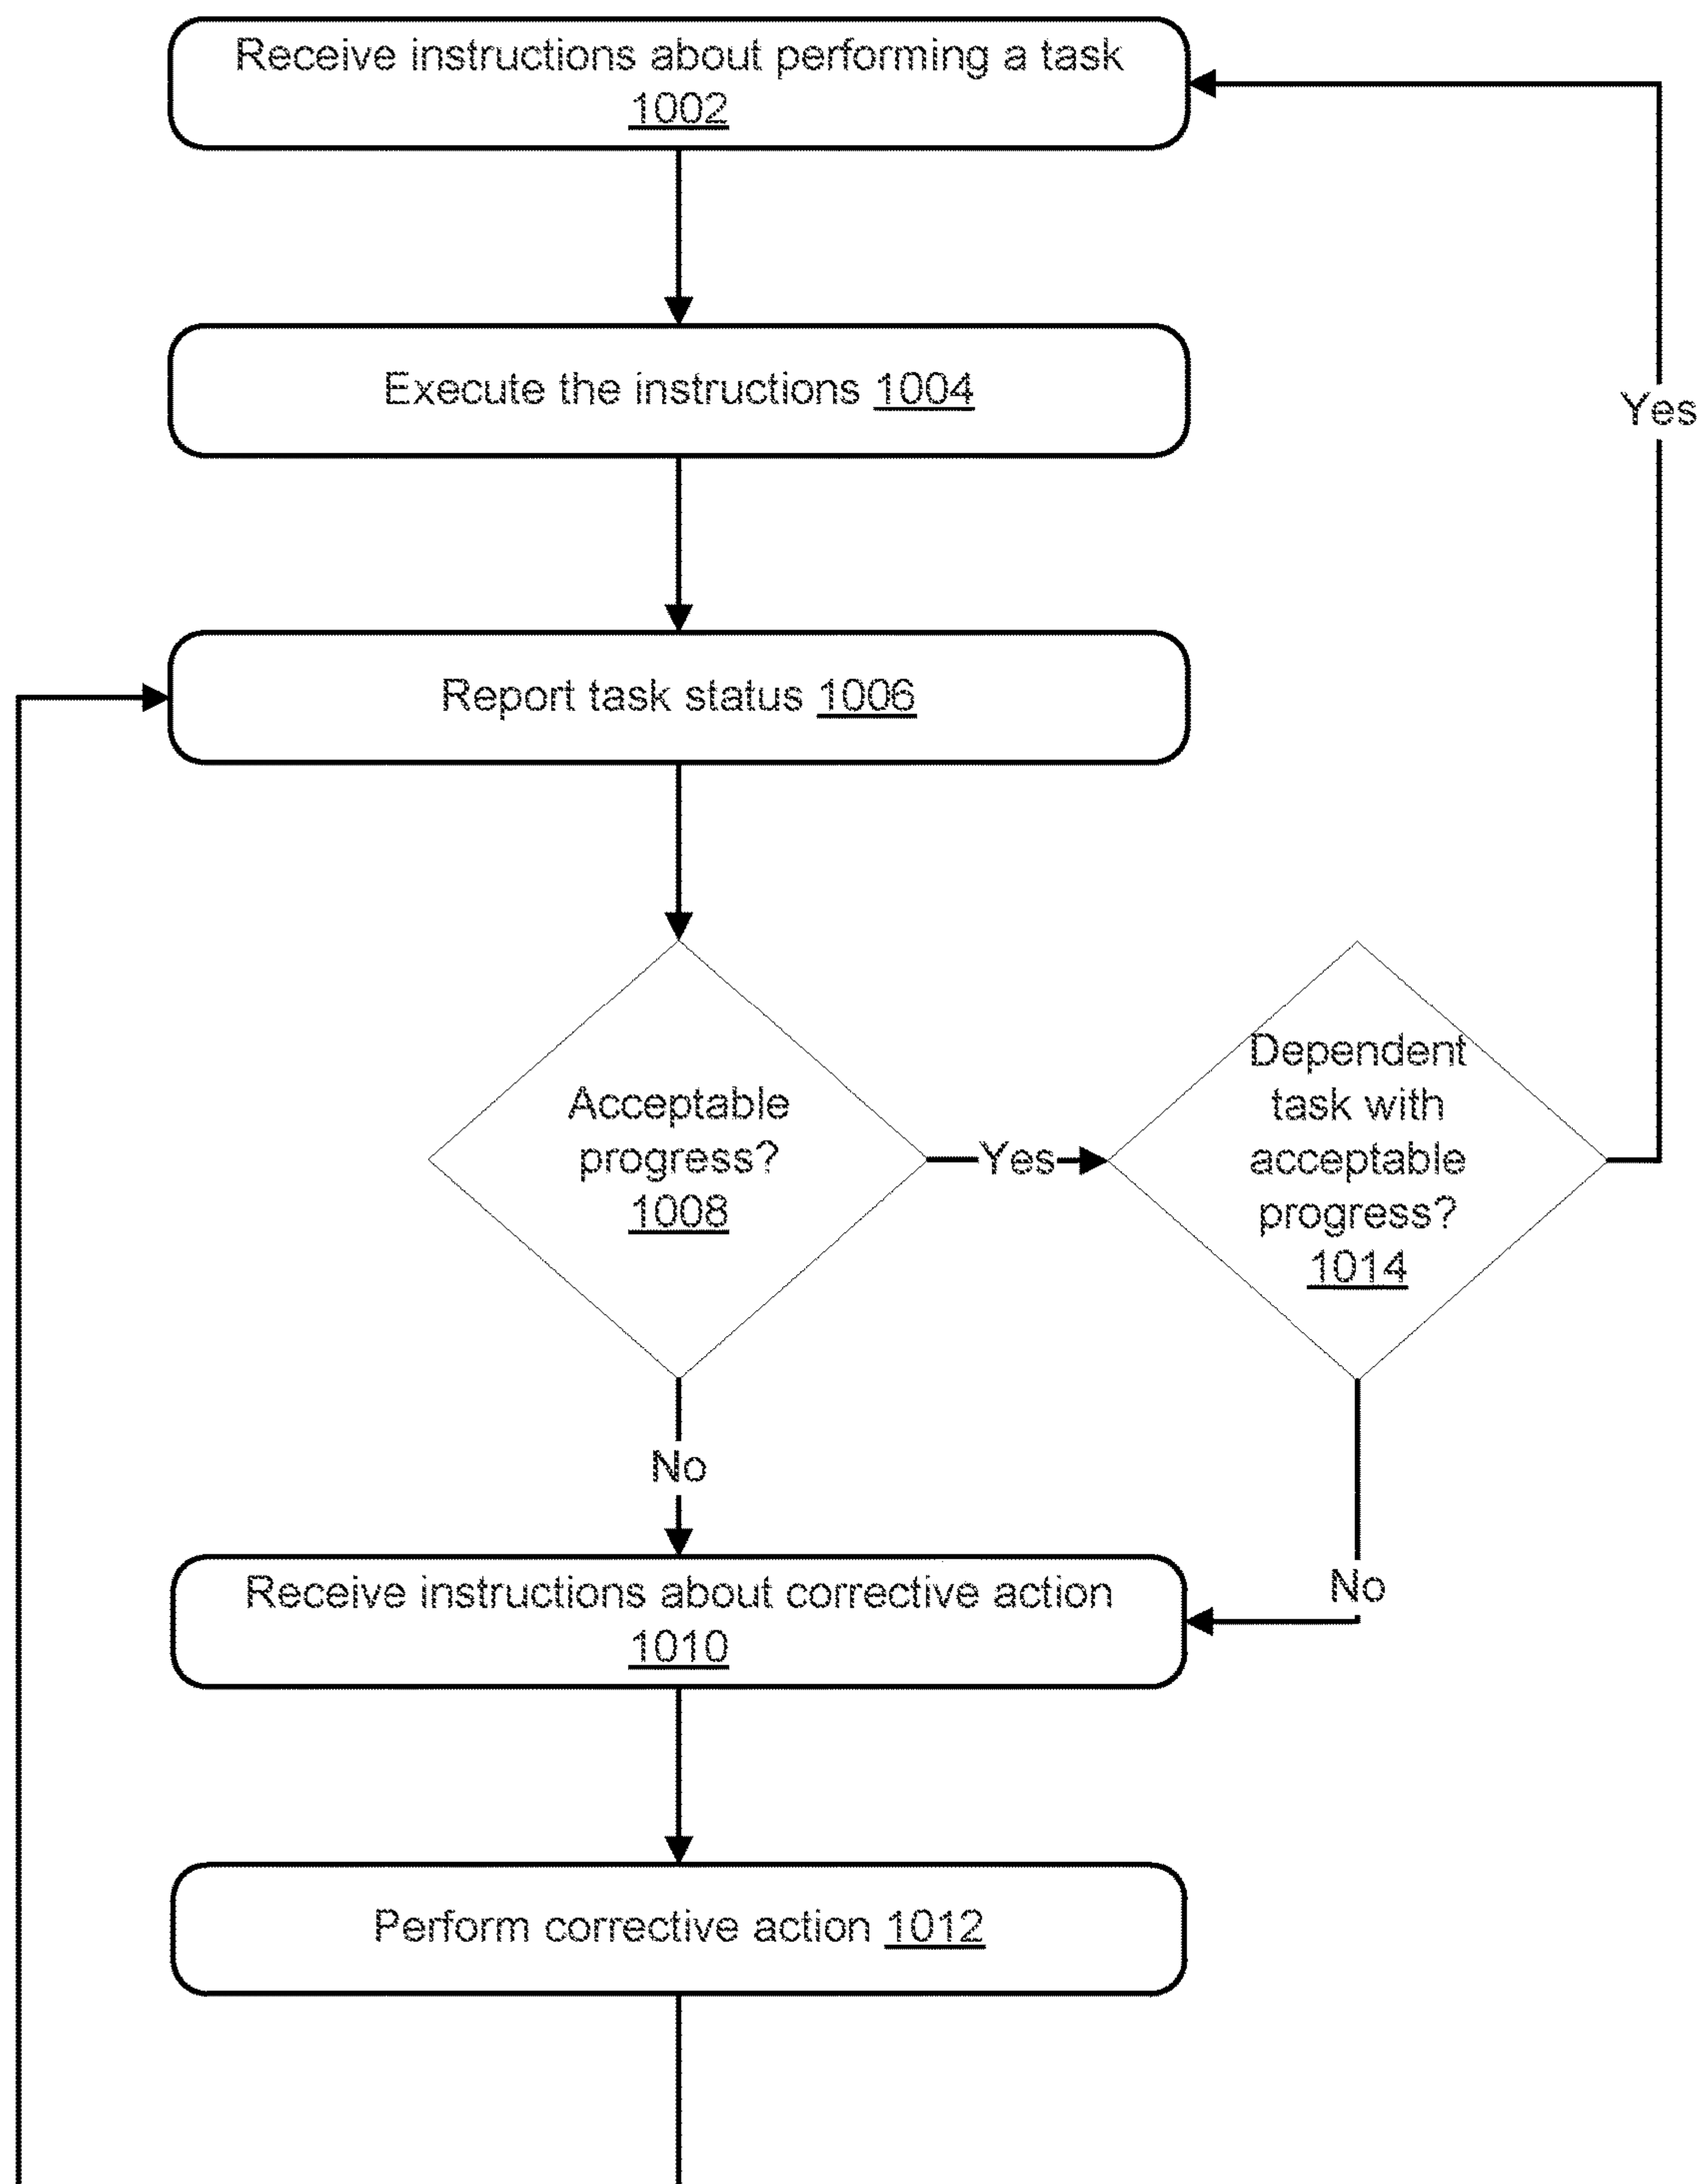 Receive instructions about performing a task
1002
Execute the instructions 1004
Yes
Report task status 1006
Acceptable
progress?
1008
Yes
Dependent
task with
acceptable
progress?
1014
No
No
Receive instructions about corrective action
1010
Perform corrective action 1012